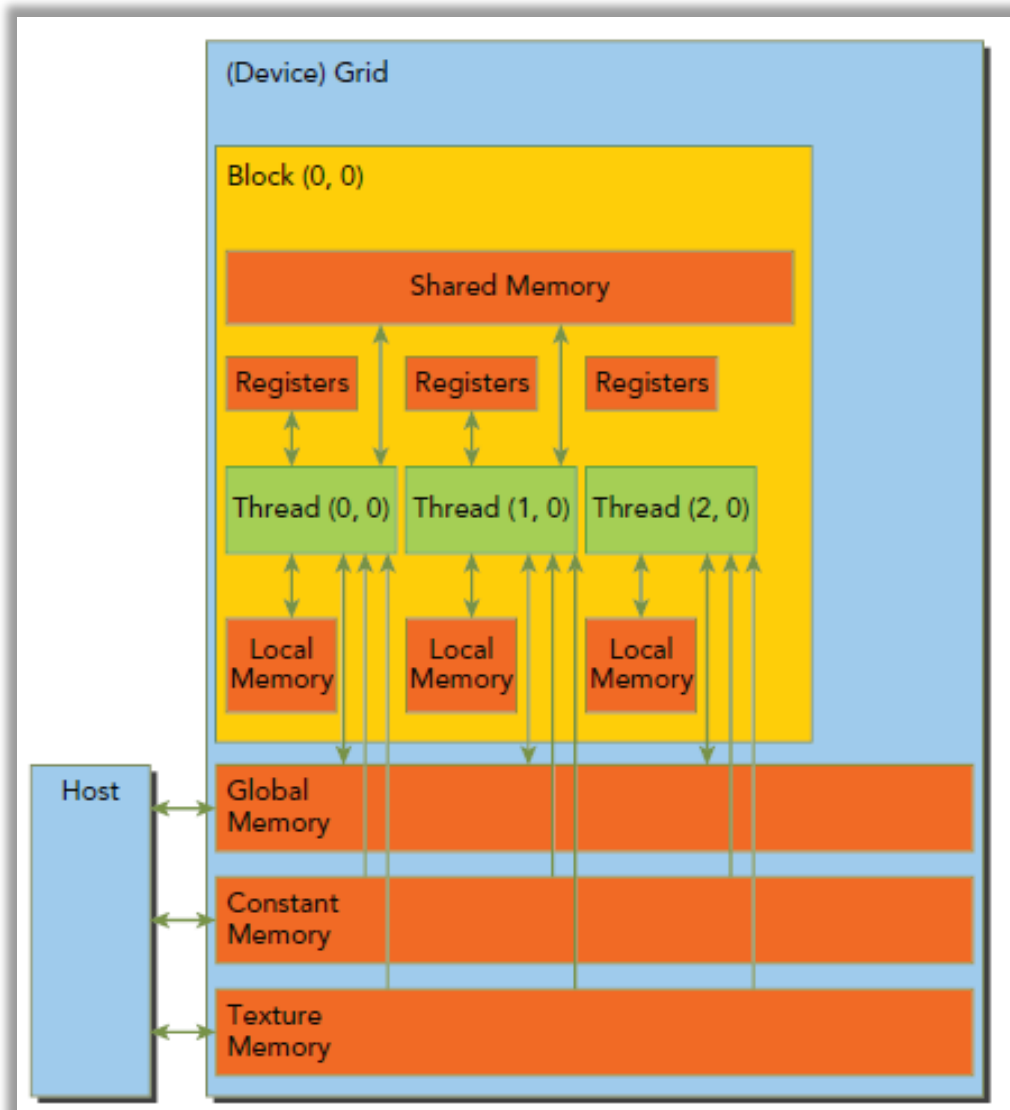 (Device) Grid
Block (0, 0)
Shared Memory
Registers
Registers
Registers
Thread (0, 0)
Thread (1, 0)
Thread (2, 0)
Local
Memory
Local
Memory
Local
Memory
Host
Global
Memory
Constant
Memory
Texture
Memory